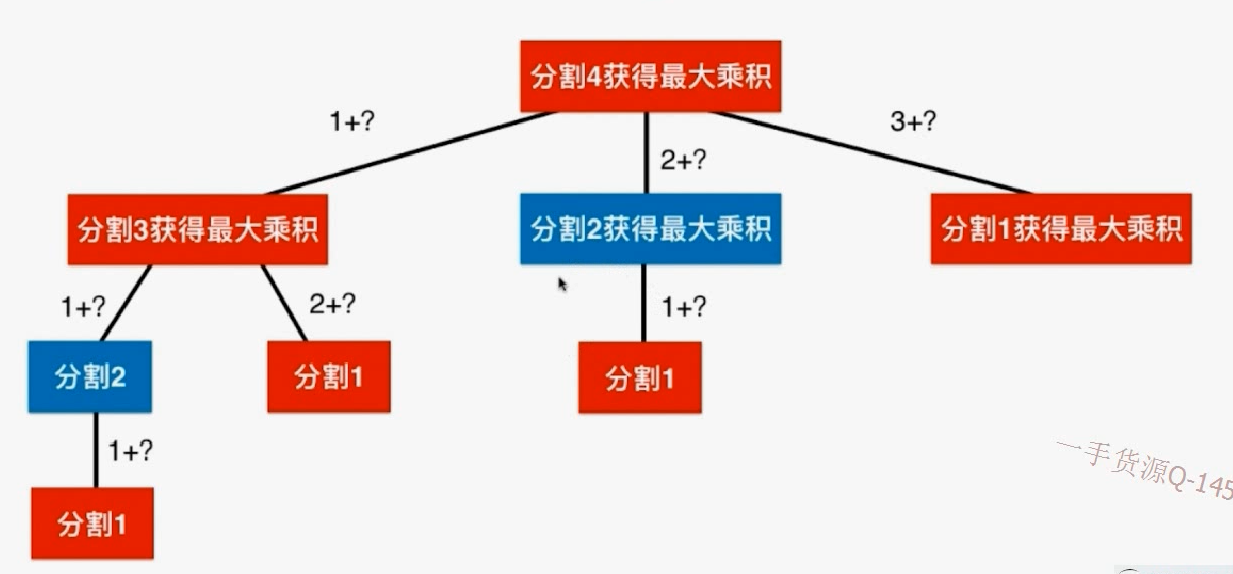 分割4获得最大乘积
1+?
2+?
3+?
分割3获得最大乘积
分割2获得最大乘积
分割1获得最大乘积
1+?
2+?
1+?
分割2
分割1
分割1
1+?
分割1
一手货源Q-145